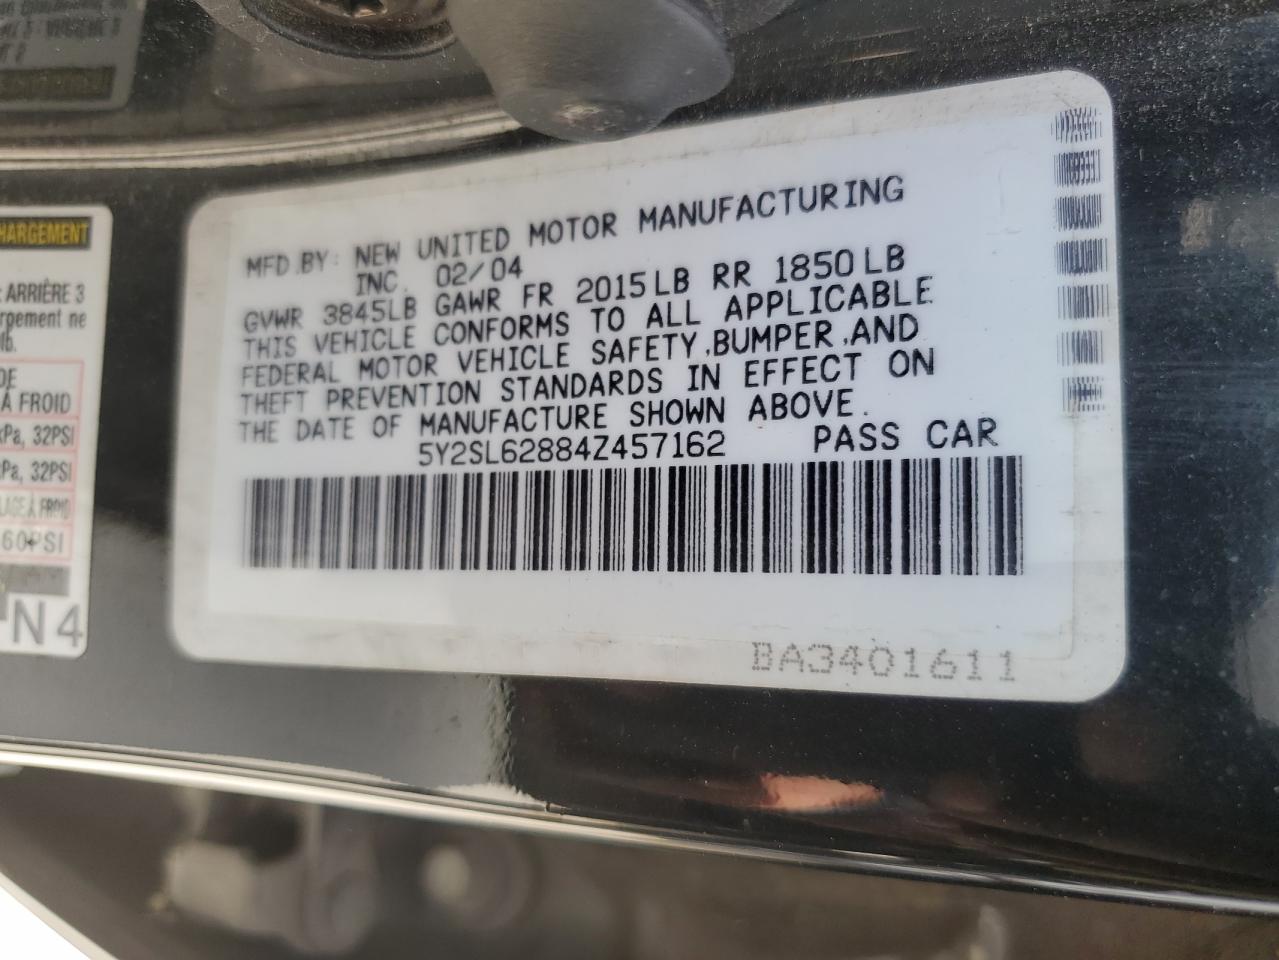 HARGEMENT
ARRIÈRE 3
rgement ne
lb.
DE
A FROID
kPa, 32PSI
kPa, 32PSI
60PSI
N4
MFD.BY: NEW UNITED MOTOR MANUFACTURING
INC. 02/04
GVWR 3845LB GAWR FR 2015LB RR 1850LB
THIS VEHICLE CONFORMS TO ALL APPLICABLE
FEDERAL MOTOR VEHICLE SAFETY,BUMPER,AND
THEFT PREVENTION STANDARDS IN EFFECT ON
THE DATE OF MANUFACTURE SHOWN ABOVE.
5Y2SL62884Z457162 PASS CAR
BA3401611